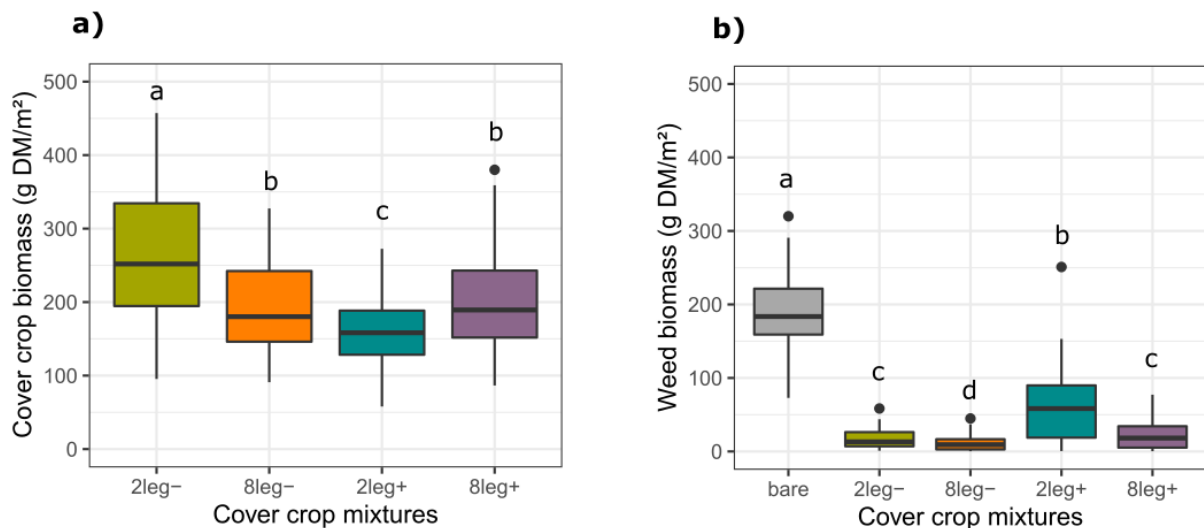 a)
Cover crop biomass (g DM/m²)
500
400
300
200
100
0
a
b
c
b
2leg−
8leg−
2leg+
8leg+
Cover crop mixtures
b)
Weed biomass (g DM/m²)
500
400
300
200
100
0
a
c
d
b
c
bare
2leg−
8leg−
2leg+
8leg+
Cover crop mixtures